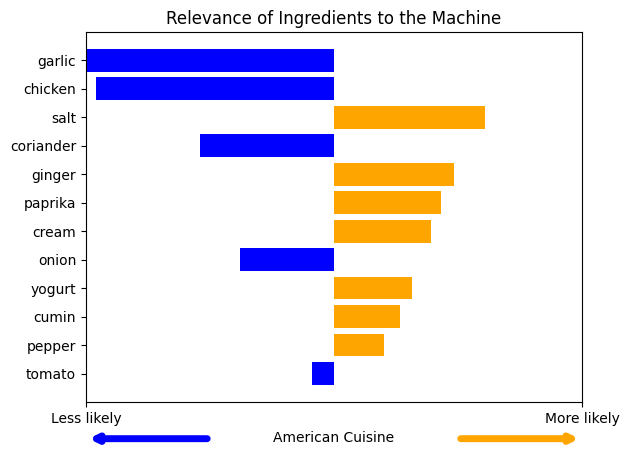 Relevance of Ingredients to the Machine
garlic
chicken
salt
coriander
ginger
paprika
cream
onion
yogurt
cumin
pepper
tomato
Less likely
More likely
American Cuisine